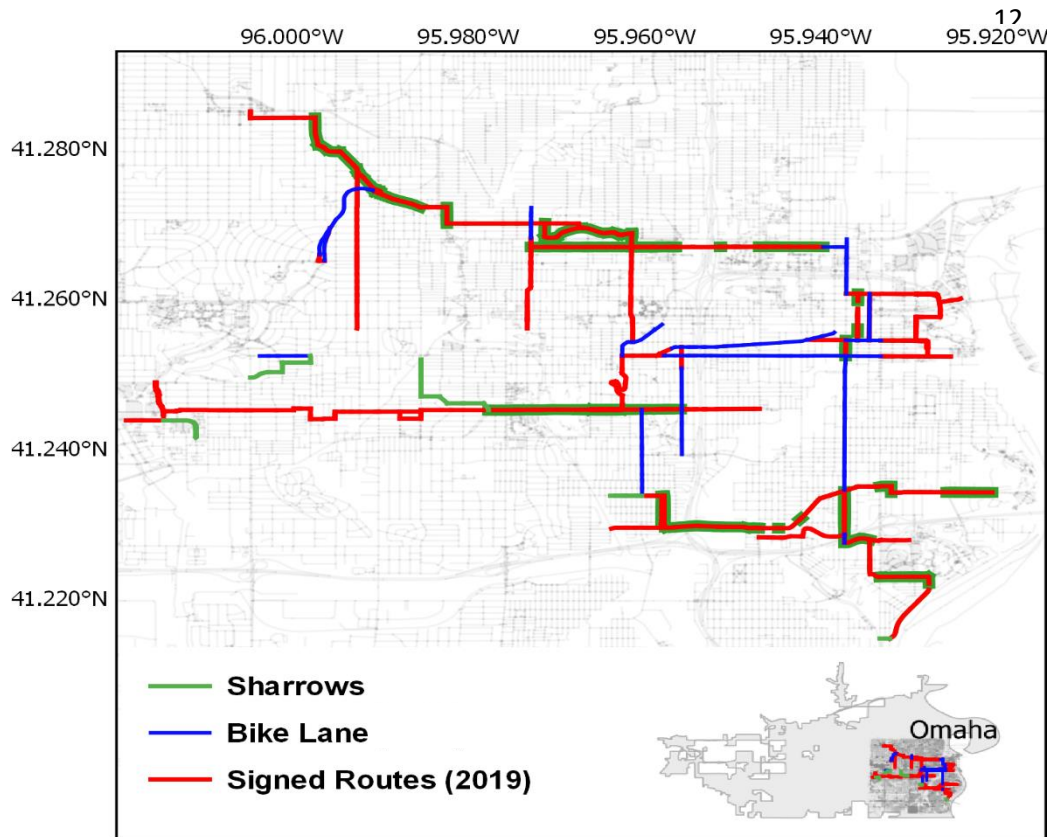 12
96.000°W 95.980°W 95.960°W 95.940°W 95.920°W
41.280°N
41.260°N
41.240°N
41.220°N
Sharrows
Bike Lane
Signed Routes (2019)
Omaha